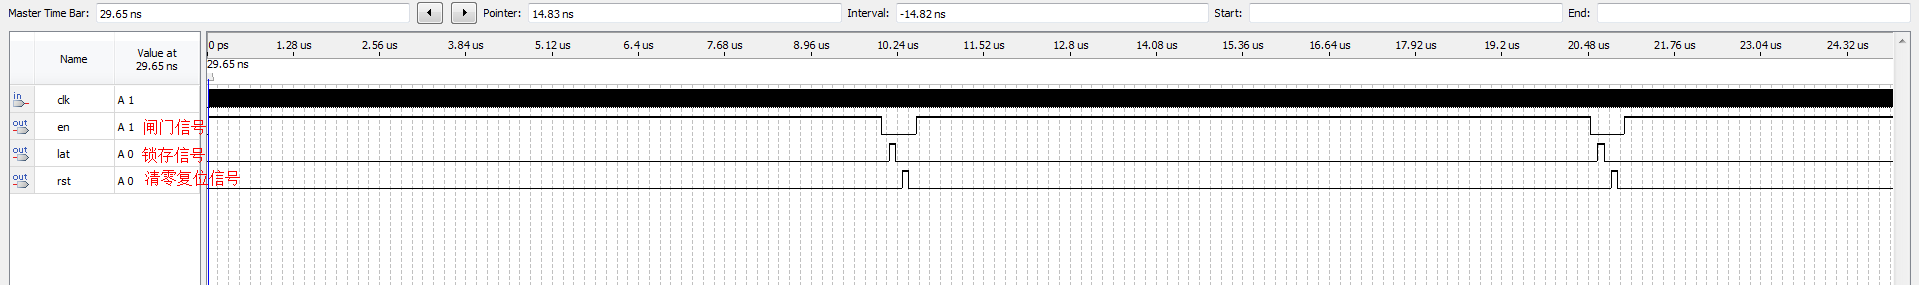 Master Time Bar: 29.65 ns Pointer: 14.83 ns Interval: -14.82 ns Start: End:
Name Value at 29.65 ns
0 ps 1.28 us 2.56 us 3.84 us 5.12 us 6.4 us 7.68 us 8.96 us 10.24 us 11.52 us 12.8 us 14.08 us 15.36 us 16.64 us 17.92 us 19.2 us 20.48 us 21.76 us 23.04 us 24.32 us
29.65 ns
in clk A 1
out en A 1 闸门信号
out lat A 0 锁存信号
out rst A 0 清零复位信号